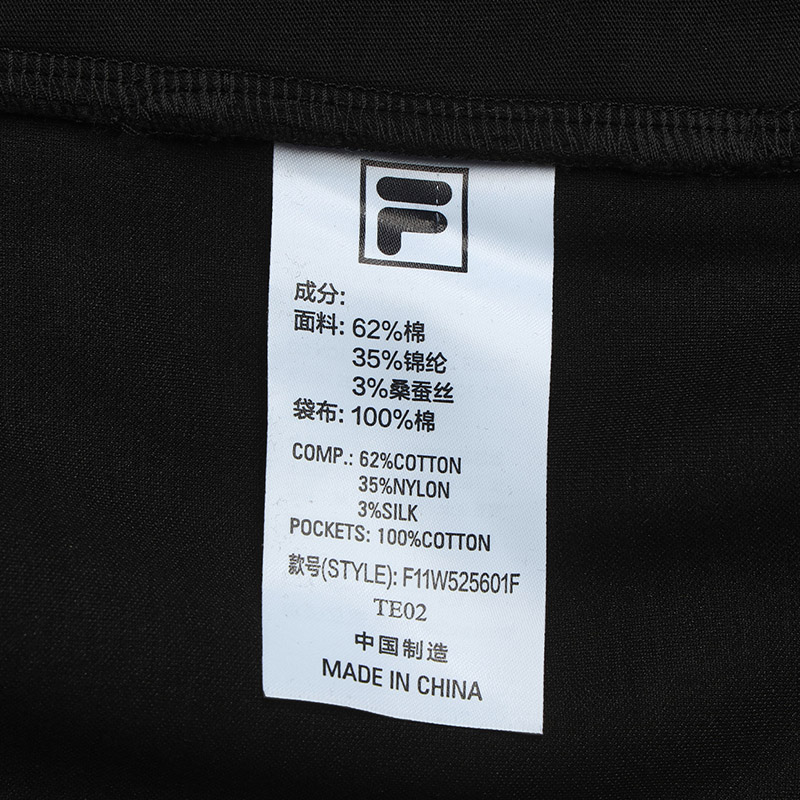 成分:
面料: 62%棉
35%锦纶
3%桑蚕丝
袋布: 100%棉
COMP.: 62%COTTON
35%NYLON
3%SILK
POCKETS: 100%COTTON
款号(STYLE): F11W525601F
TE02
中国制造
MADE IN CHINA